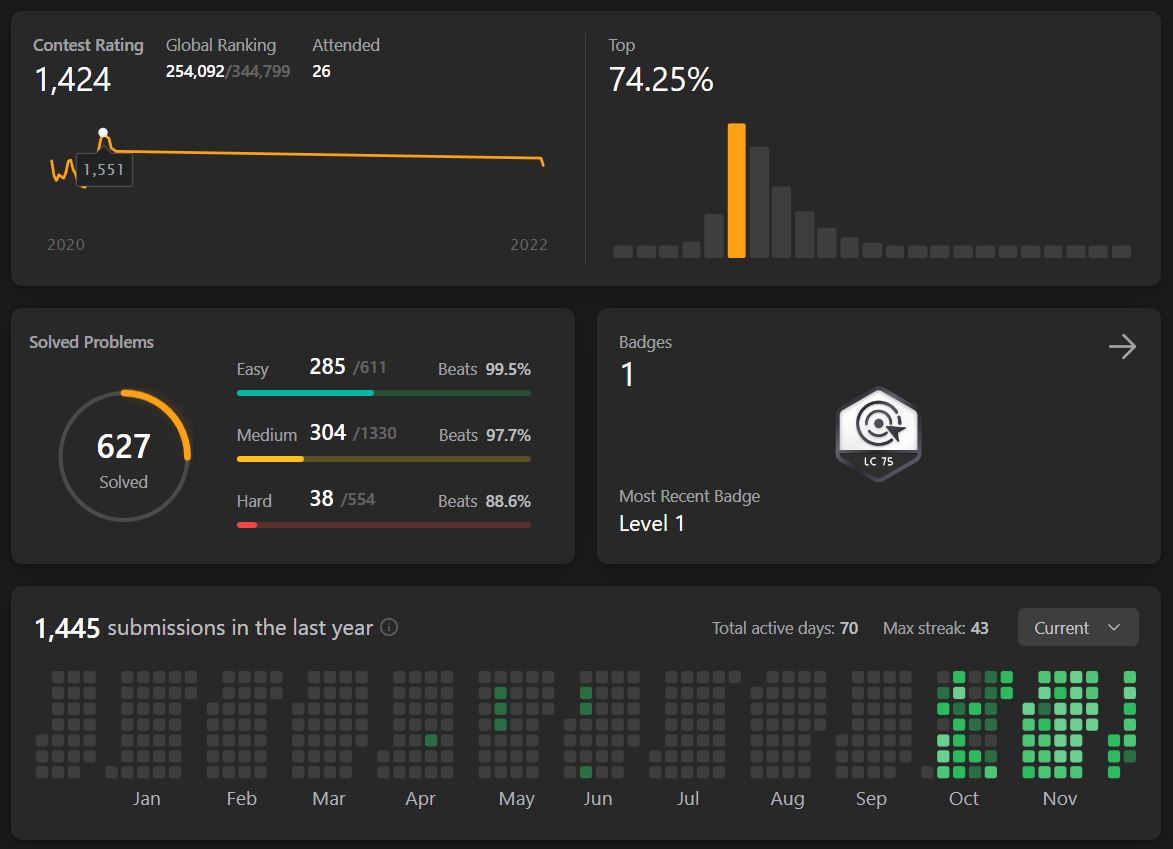 Contest Rating Global Ranking Attended
1,424 254,092/344,799 26
1,551
2020 2022
Top
74.25%
Solved Problems
627
Solved
Easy 285 /611 Beats 99.5%
Medium 304 /1330 Beats 97.7%
Hard 38 /554 Beats 88.6%
Badges
1
LC 75
Most Recent Badge
Level 1
1,445 submissions in the last year Total active days: 70 Max streak: 43 Current
Jan Feb Mar Apr May Jun Jul Aug Sep Oct Nov